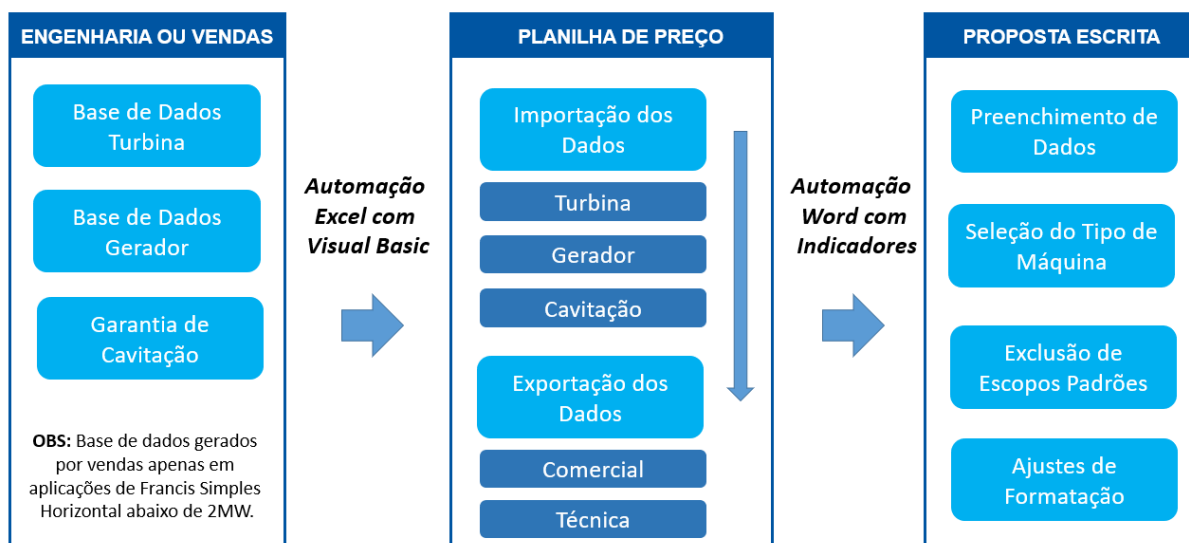 ENGENHARIA OU VENDAS
Base de Dados
Turbina
Base de Dados
Gerador
Garantia de
Cavitação
OBS: Base de dados gerados
por vendas apenas em
aplicações de Francis Simples
Horizontal abaixo de 2MW.
Automação
Excel com
Visual Basic
PLANILHA DE PREÇO
Importação dos
Dados
Turbina
Gerador
Cavitação
Exportação dos
Dados
Comercial
Técnica
Automação
Word com
Indicadores
PROPOSTA ESCRITA
Preenchimento de
Dados
Seleção do Tipo de
Máquina
Exclusão de
Escopos Padrões
Ajustes de
Formatação